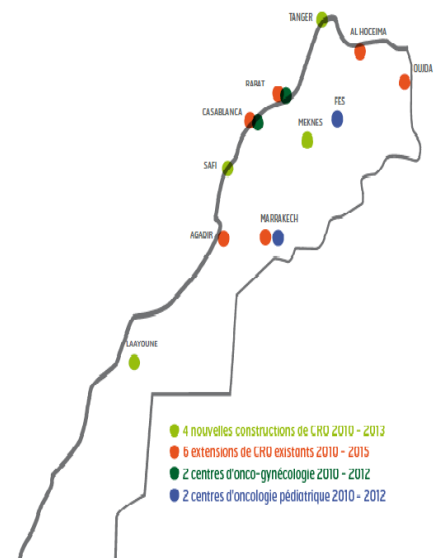 TANGER
AL HOCEIMA
OUJDA
RABAT
FES
CASABLANCA
MEKNES
SAFI
MARRAKECH
AGADIR
LAAYOUNE
4 nouvelles constructions de CRO 2010 - 2013
6 extensions de CRO existants 2010 - 2015
2 centres d'onco-gynécologie 2010 - 2012
2 centres d'oncologie pédiatrique 2010 - 2012